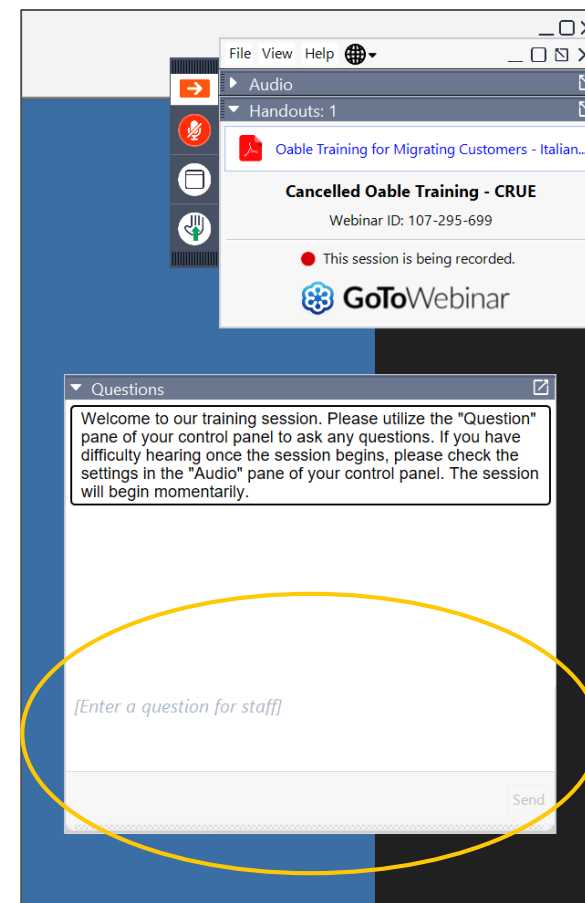 File View Help
Audio
Handouts: 1
Oable Training for Migrating Customers - Italian...
Cancelled Oable Training - CRUE
Webinar ID: 107-295-699
This session is being recorded.
GoToWebinar
Questions
Welcome to our training session. Please utilize the "Question"
pane of your control panel to ask any questions. If you have
difficulty hearing once the session begins, please check the
settings in the "Audio" pane of your control panel. The session
will begin momentarily.
[Enter a question for staff]
Send